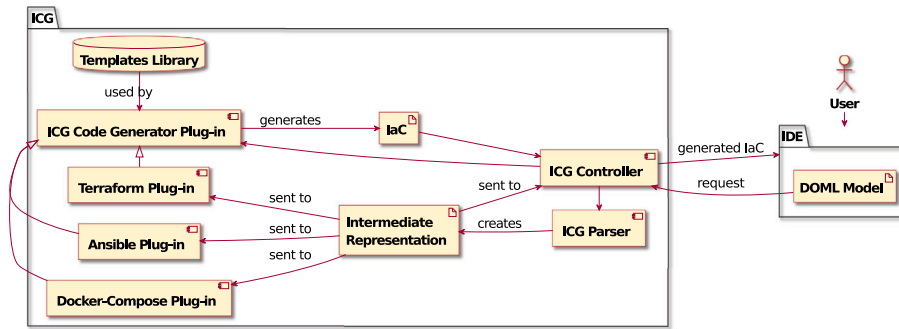 ICG
Templates Library
used by
User
ICG Code Generator Plug-in
generates
IaC
IDE
ICG Controller
generated IaC
Terraform Plug-in
sent to
sent to
request
DOML Model
Intermediate
Representation
creates
ICG Parser
Ansible Plug-in
sent to
sent to
Docker-Compose Plug-in